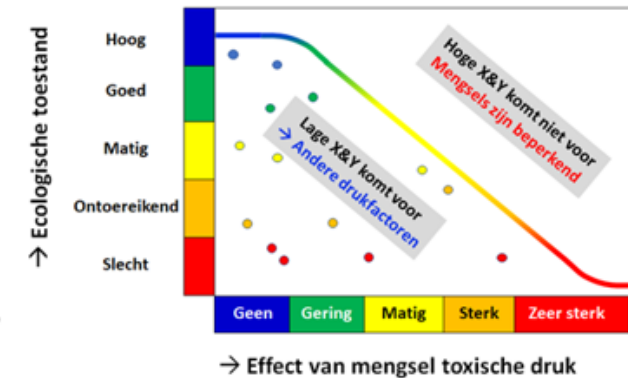 → Ecologische toestand
Hoog
Goed
Matig
Ontoereikend
Slecht
Hoge X&Y komt niet voor
Mengsels zijn beperkend
Lage X&Y komt voor
→ Andere drukfactoren
Geen
Gering
Matig
Sterk
Zeer sterk
→ Effect van mengsel toxische druk